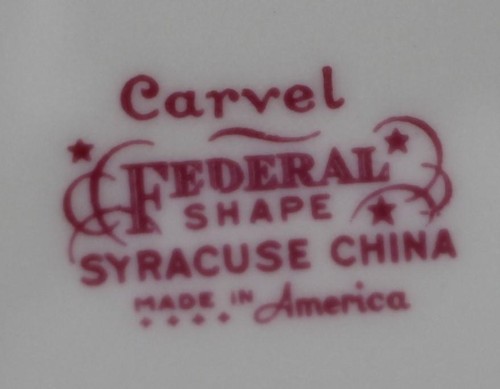 Carvel
FEDERAL
SHAPE
SYRACUSE CHINA
MADE IN America